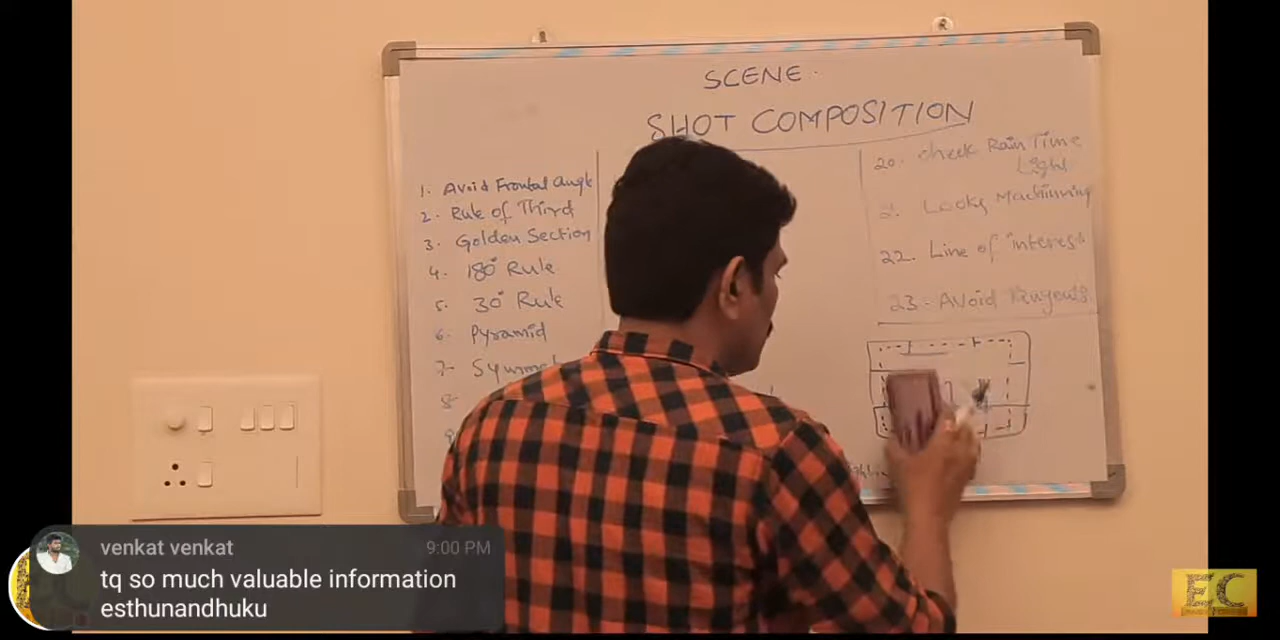 SCENE
SHOT COMPOSITION
1. Avoid Frontal Angle
2. Rule of Third
3. Golden Section
4. 180° Rule
5. 30° Rule
6. Pyramid
7-
8-
20. Check Rain Time
Light
22. Line of interest
23- Avoid
venkat venkat 9:00 PM
tq so much valuable information
esthunandhuku
EC